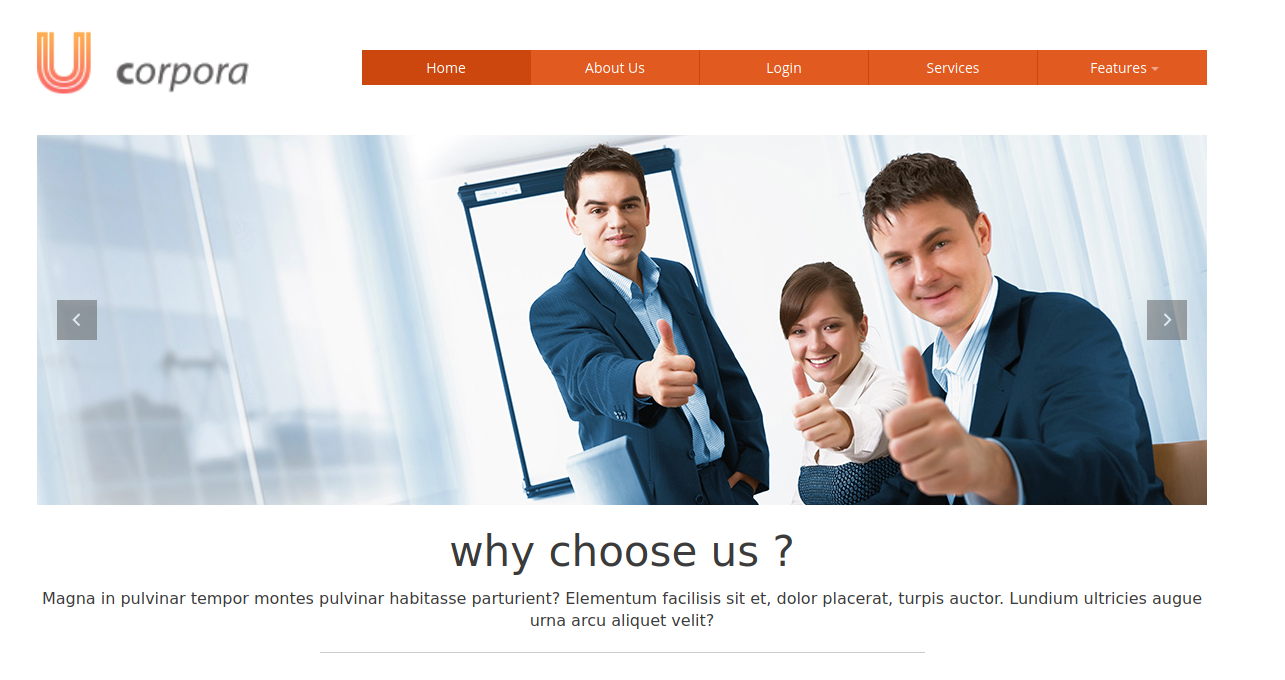 U corpora
Home
About Us
Login
Services
Features
why choose us ?
Magna in pulvinar tempor montes pulvinar habitasse parturient? Elementum facilisis sit et, dolor placerat, turpis auctor. Lundium ultricies augue
urna arcu aliquet velit?